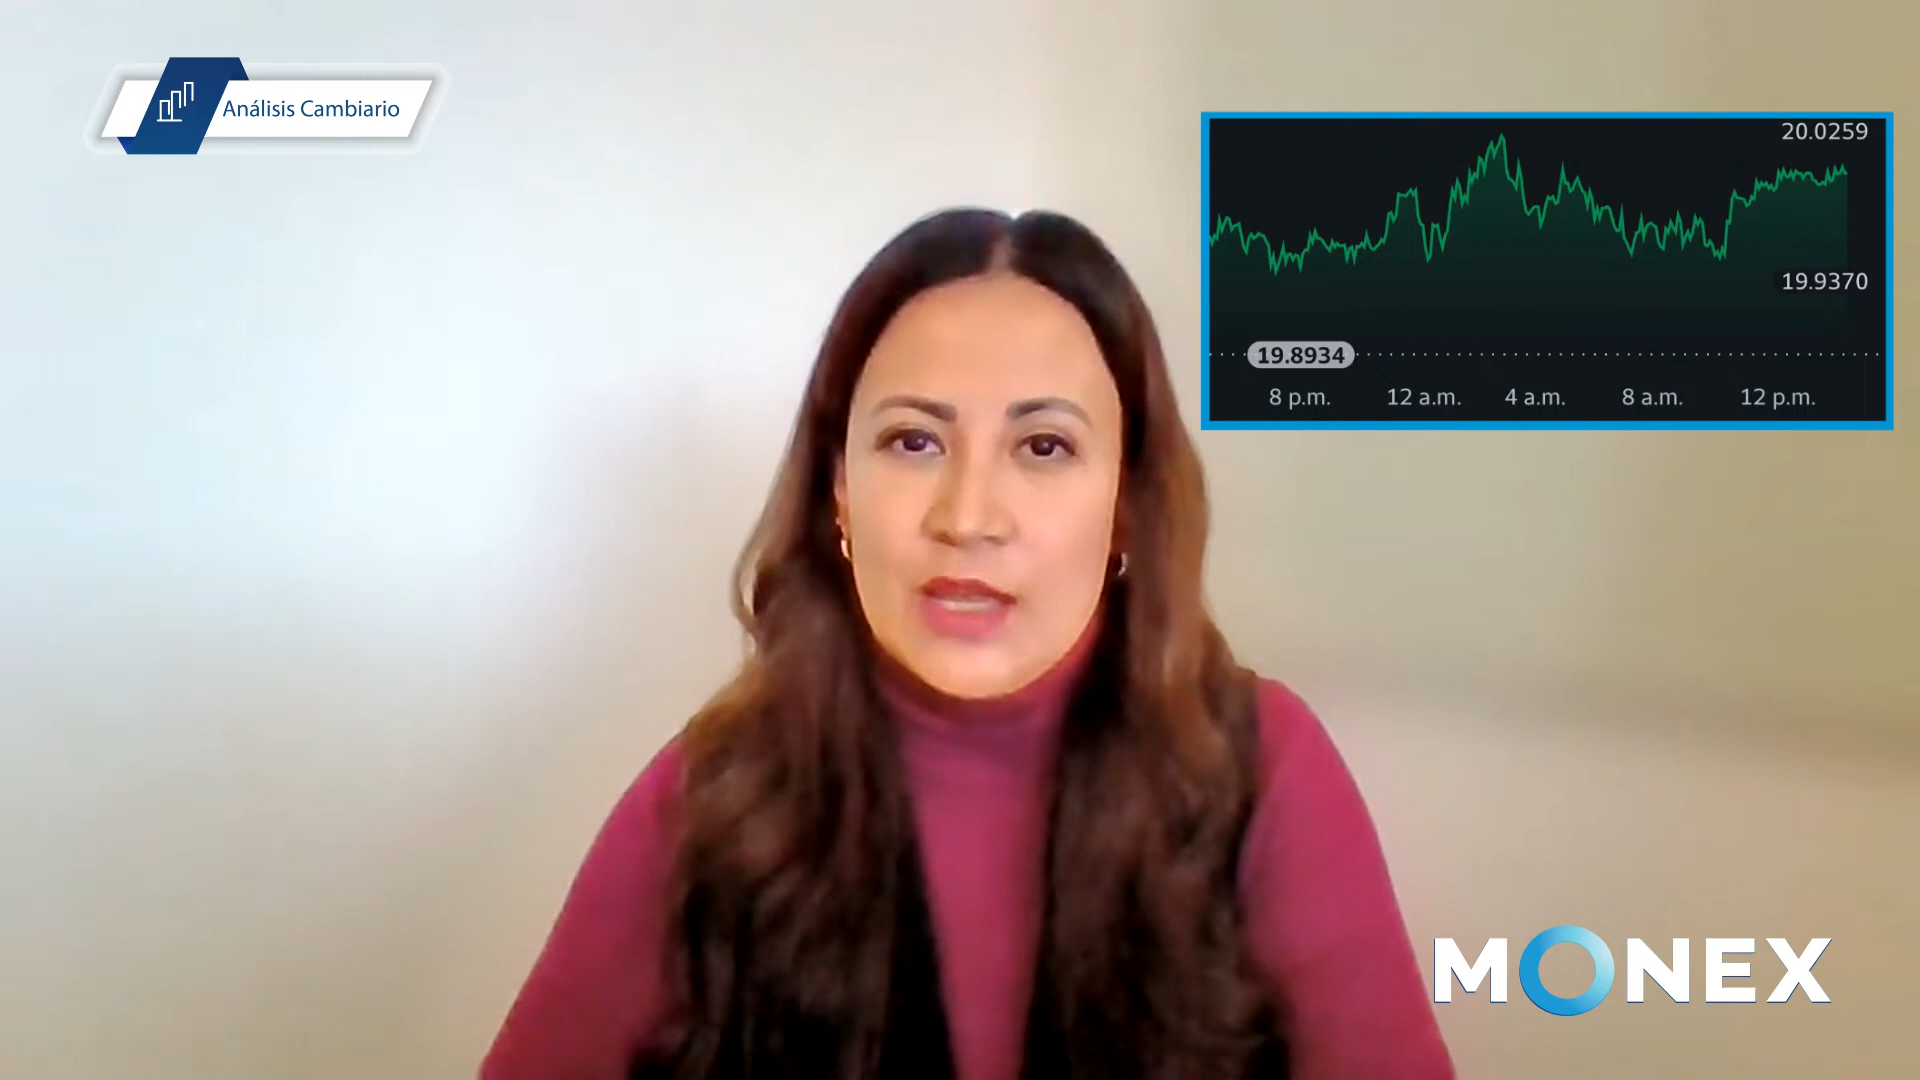 Análisis Cambiario
20.0259
19.9370
19.8934
8 p.m. 12 a.m. 4 a.m. 8 a.m. 12 p.m.
MONEX